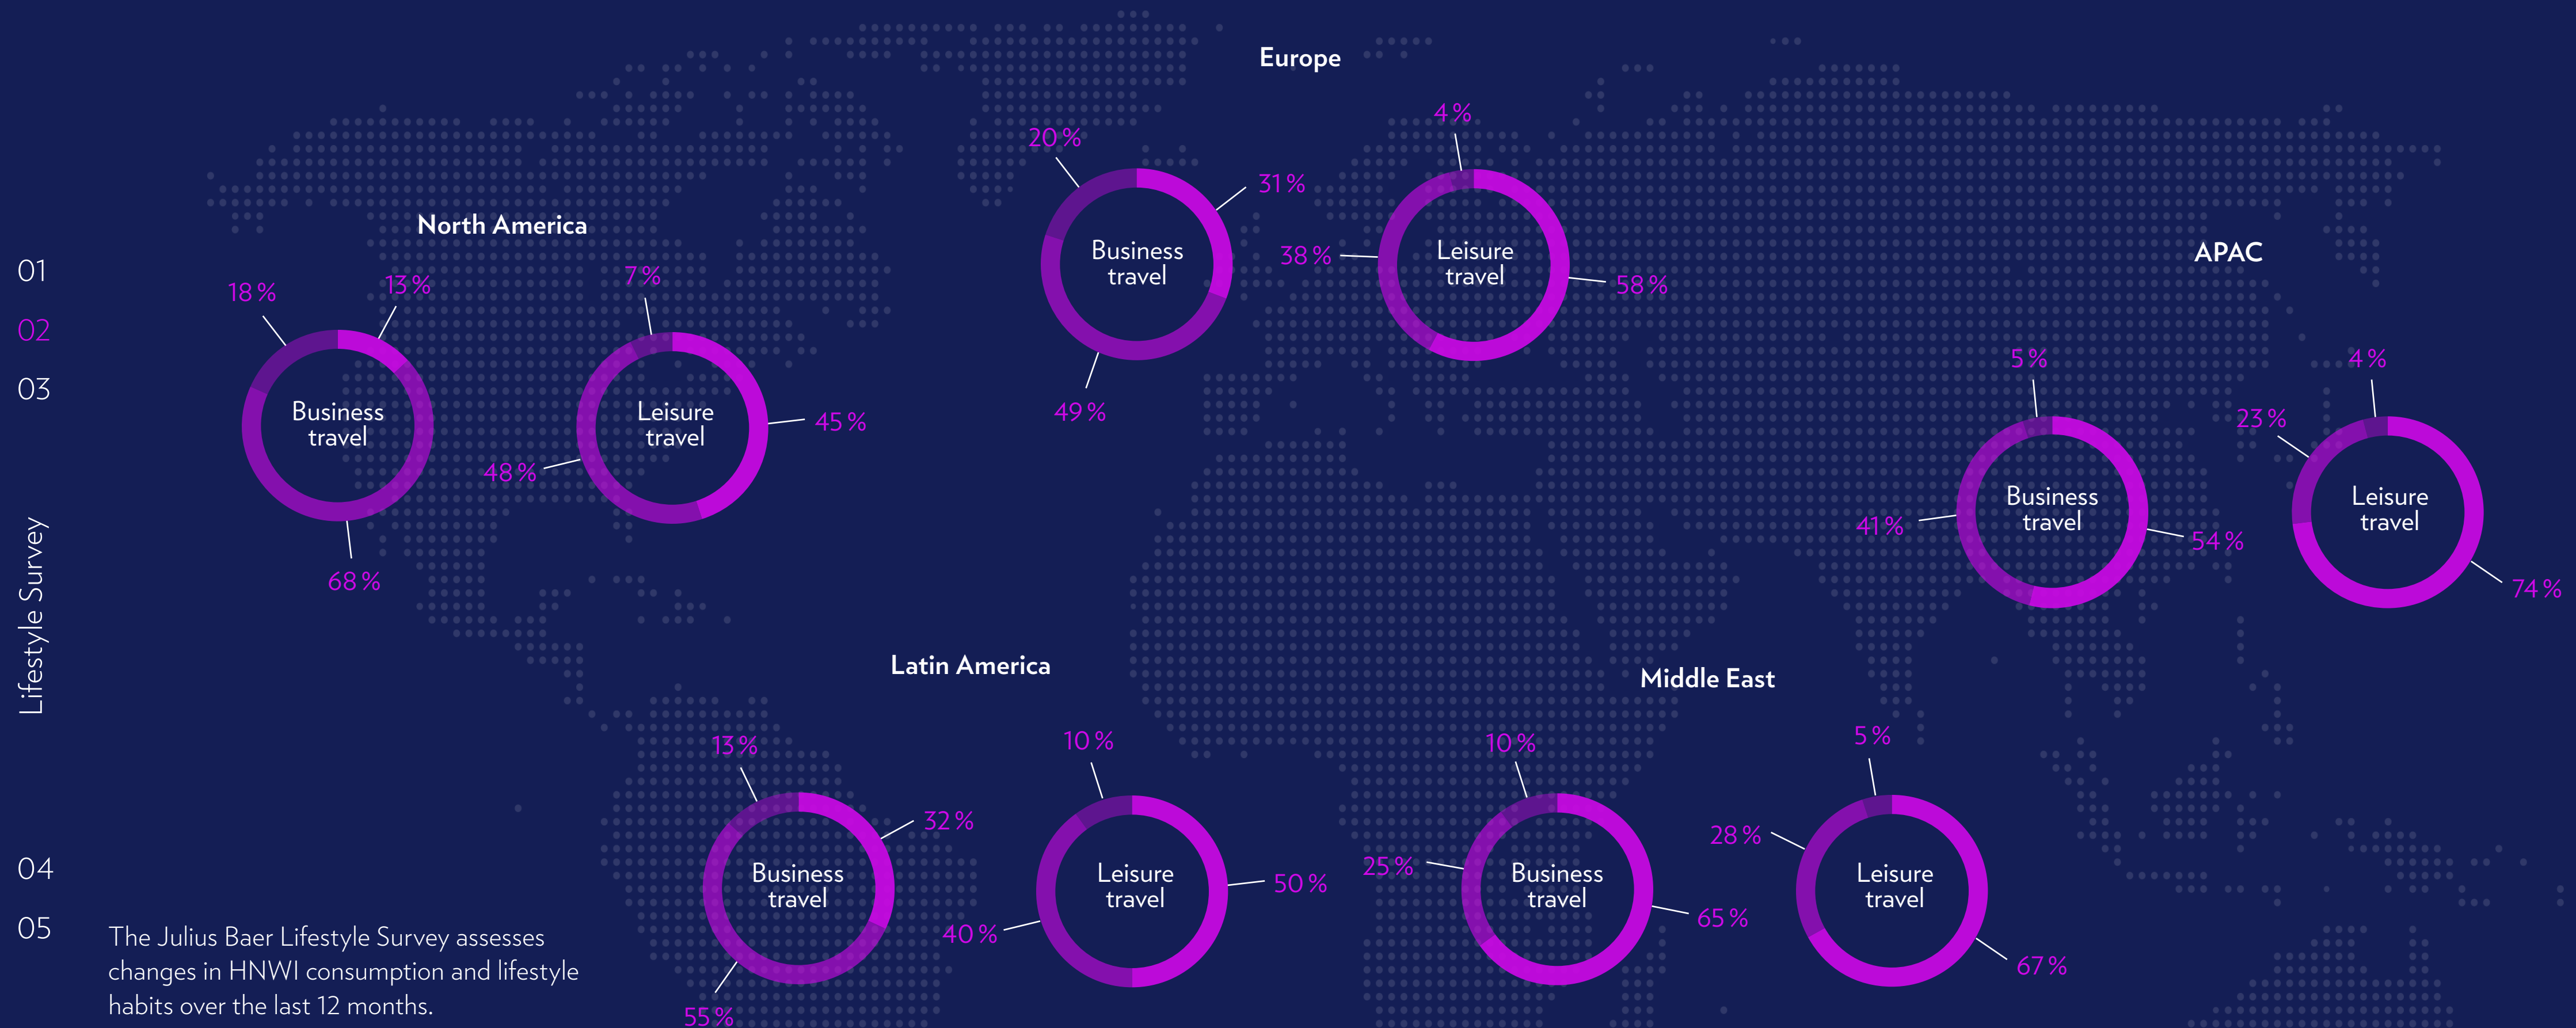 Europe
20 %
31 %
49 %
Business
travel
4 %
38 %
58 %
Leisure
travel
North America
18 %
13 %
68 %
Business
travel
7 %
48 %
45 %
Leisure
travel
APAC
5 %
41 %
54 %
Business
travel
4 %
23 %
74 %
Leisure
travel
Latin America
13 %
32 %
55 %
Business
travel
10 %
40 %
50 %
Leisure
travel
Middle East
10 %
25 %
65 %
Business
travel
5 %
28 %
67 %
Leisure
travel
01
02
03
Lifestyle Survey
04
05
The Julius Baer Lifestyle Survey assesses
changes in HNWI consumption and lifestyle
habits over the last 12 months.